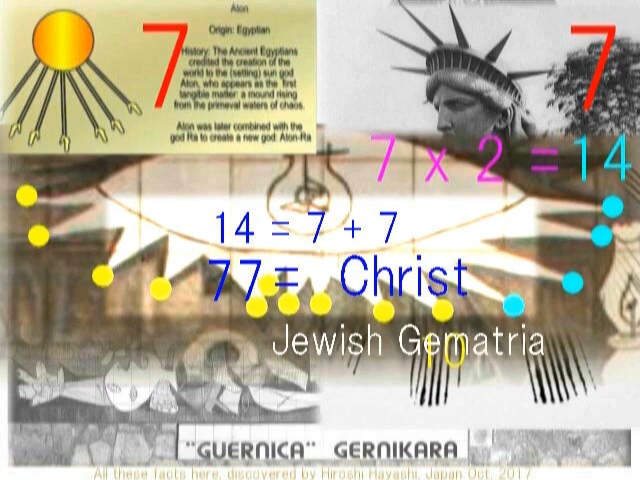 Aton
Origin: Egyptian
History: The Ancient Egyptians
credited the creation of the
world to the (setting) sun god
Aton, who appears as the first
tangible matter: a mound rising
from the primeval waters of chaos.
Aton was later combined with the
god Ra to create a new god: Aton-Ra
7
7
7 x 2 = 14
14 = 7 + 7
77= Christ
Jewish Gematria
10
"GUERNICA" GERNIKARA
All these facts here, discovered by Hiroshi Hayashi, Japan Oct. 2017